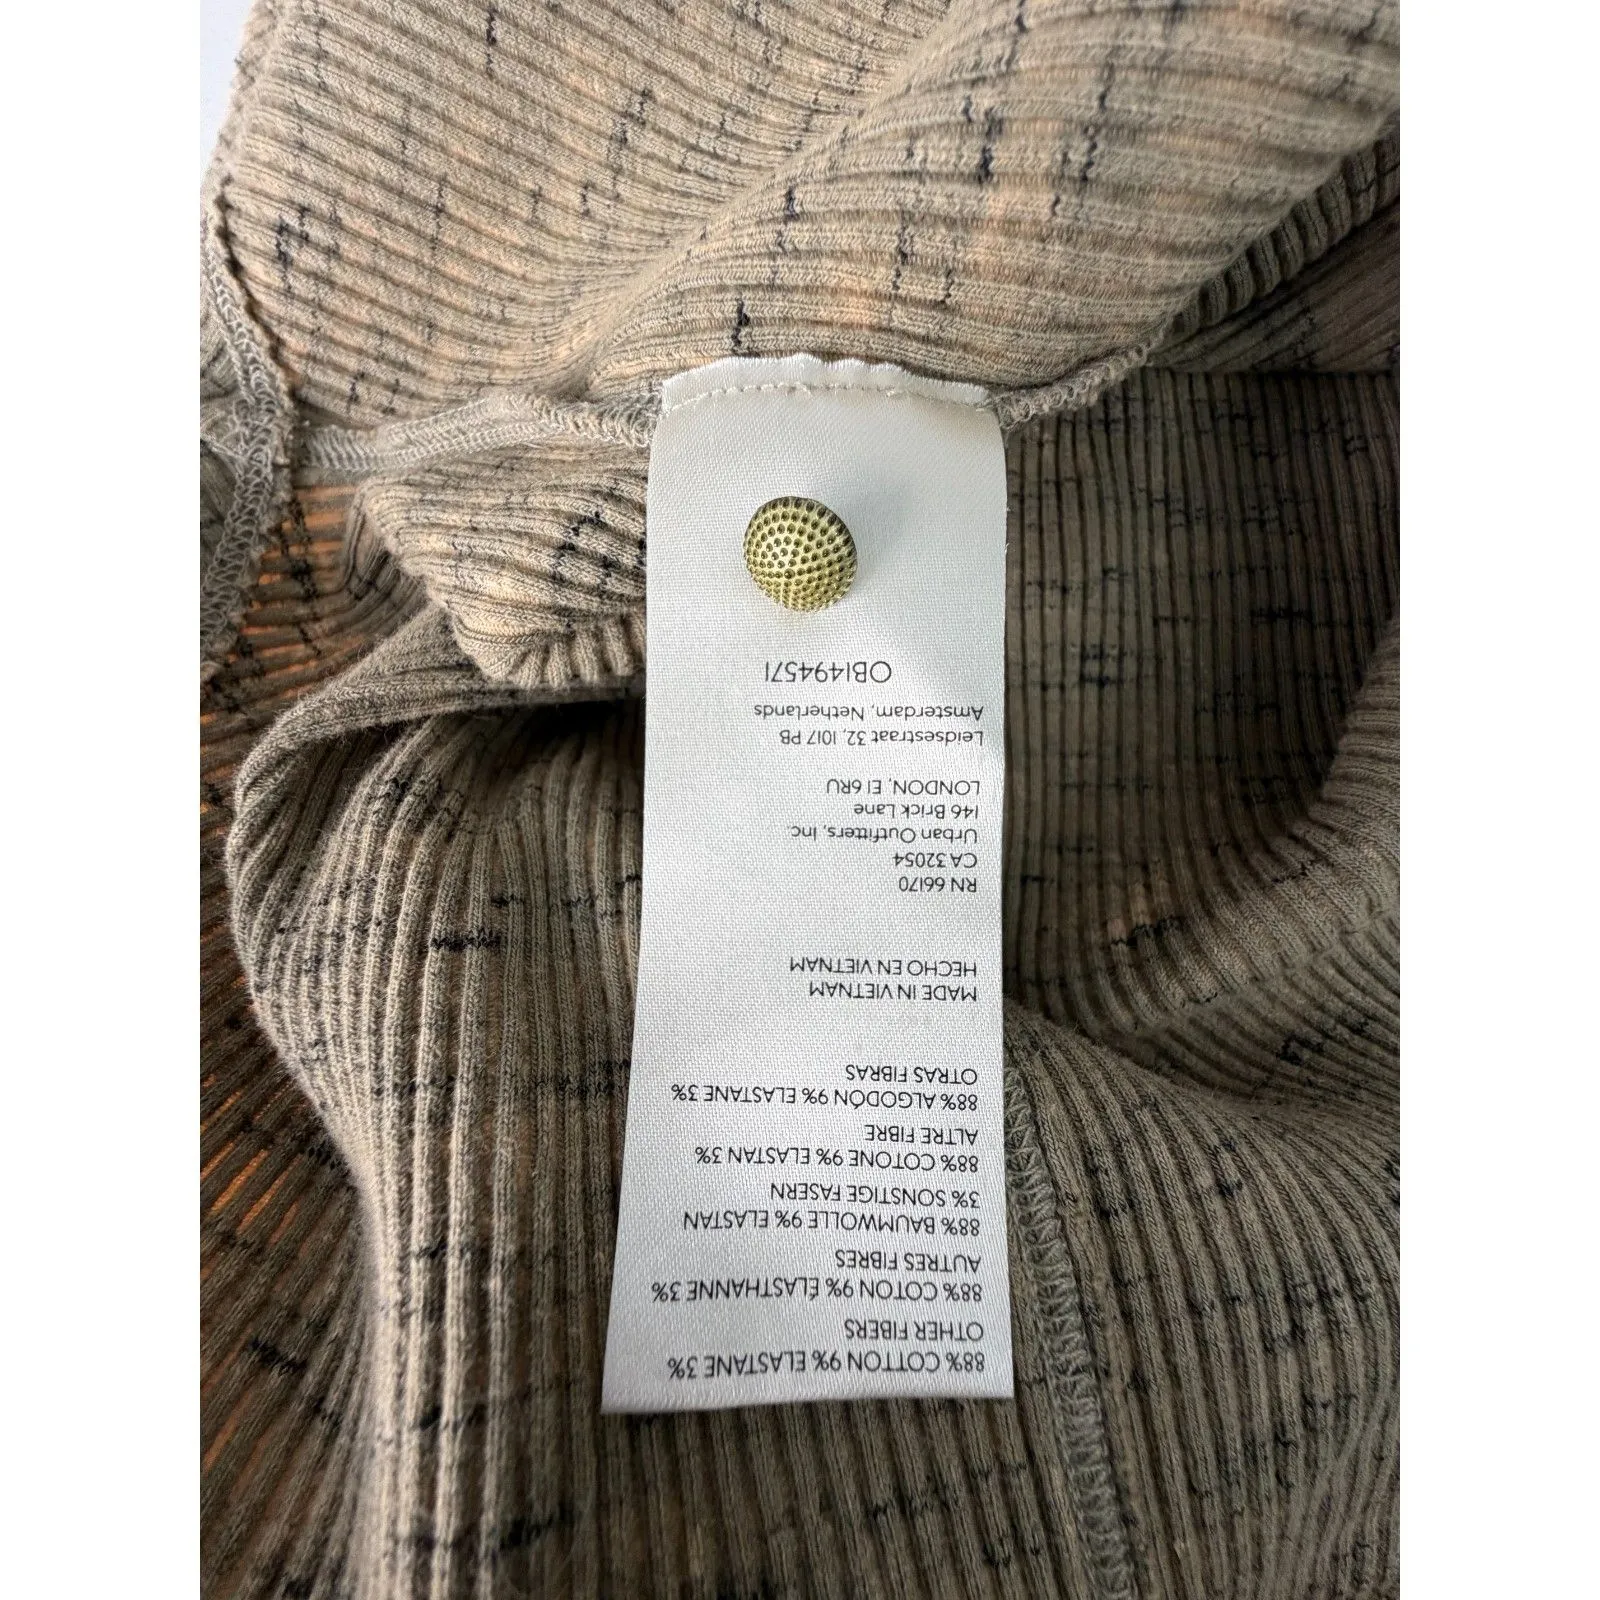 88% COTTON 9% ELASTANE 3%
OTHER FIBERS
88% COTON 9% ÉLASTHANNE 3%
AUTRES FIBRES
88% BAUMWOLLE 9% ELASTAN
3% SONSTIGE FASERN
88% COTONE 9% ELASTAN 3%
ALTRE FIBRE
88% ALGODÓN 9% ELASTANE 3%
OTRAS FIBRAS
MADE IN VIETNAM
HECHO EN VIETNAM
RN 66170
CA 32054
Urban Outfitters, Inc.
146 Brick Lane
LONDON, E1 6RU
Leidsestraat 32, 1017 PB
Amsterdam, Netherlands
OB1494571